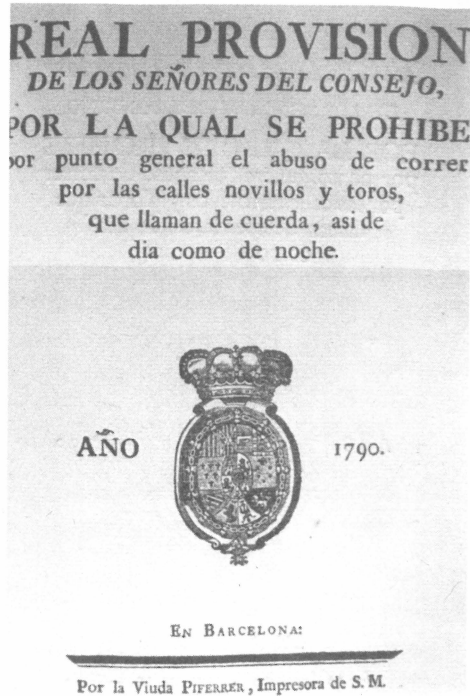 REAL PROVISION
DE LOS SEÑORES DEL CONSEJO,
POR LA QUAL SE PROHIBE
por punto general el abuso de correr
por las calles novillos y toros,
que llaman de cuerda, asi de
dia como de noche.
AÑO 1790.
EN BARCELONA:
Por la Viuda PIFERRER, Impresora de S. M.